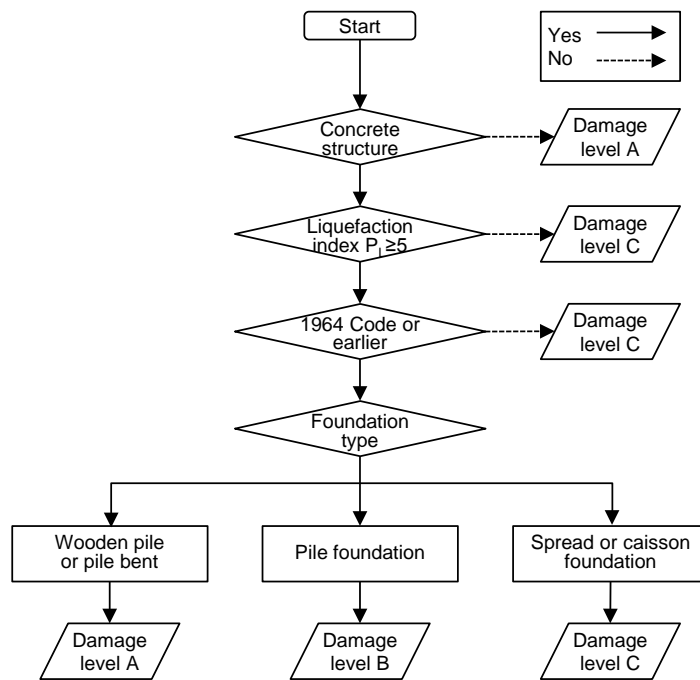 Start
Yes
No
Concrete
structure
Damage
level A
Liquefaction
index P_L≥5
Damage
level C
1964 Code or
earlier
Damage
level C
Foundation
type
Wooden pile
or pile bent
Pile foundation
Spread or caisson
foundation
Damage
level A
Damage
level B
Damage
level C